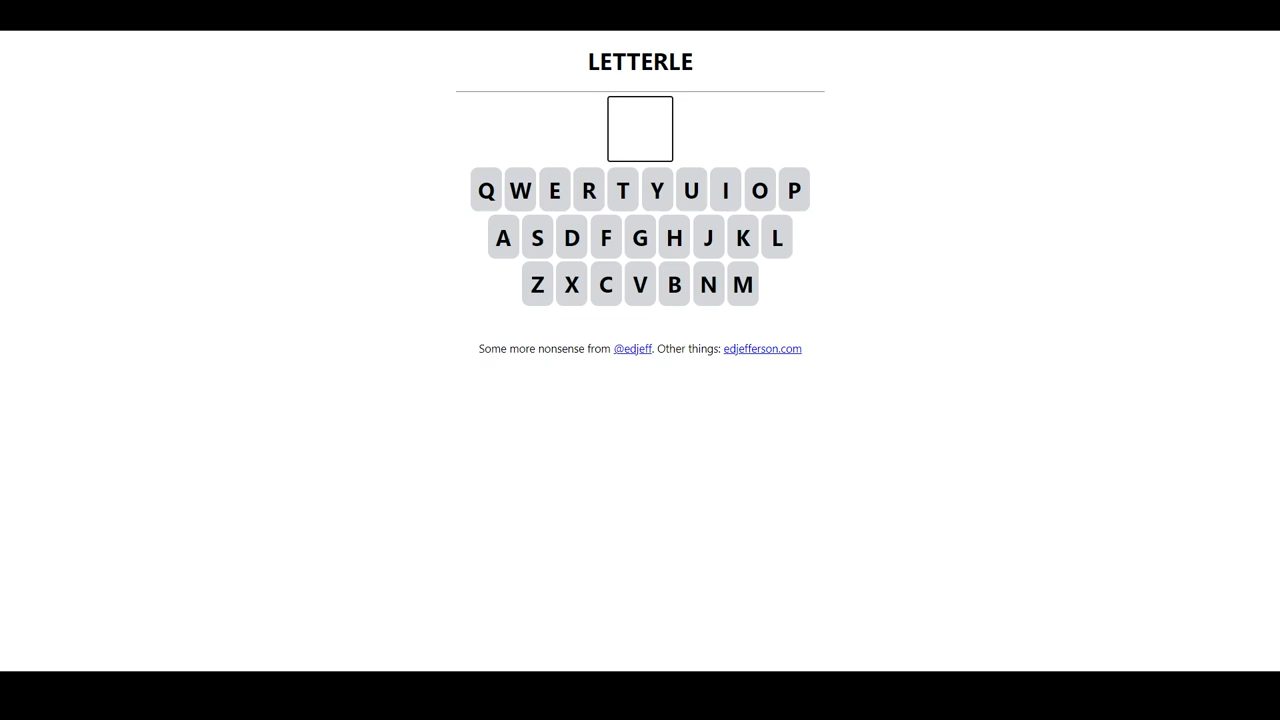 LETTERLE
Q W E R T Y U I O P
A S D F G H J K L
Z X C V B N M
Some more nonsense from @edjeff. Other things: edjefferson.com